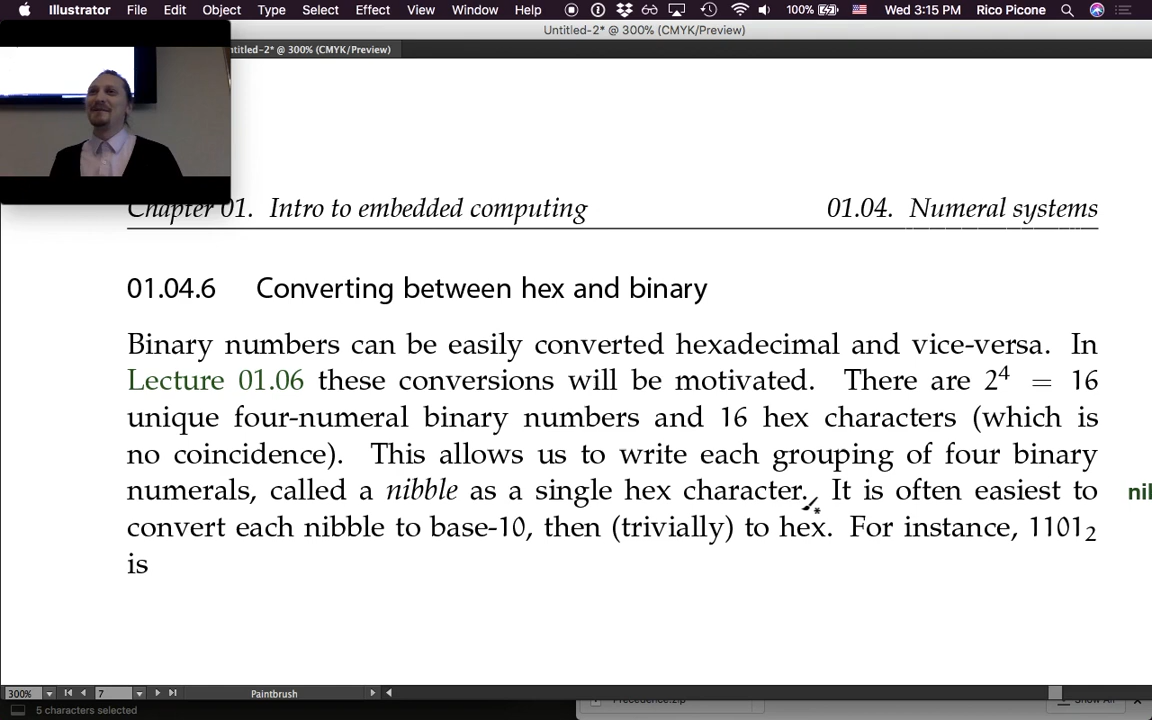 Illustrator File Edit Object Type Select Effect View Window Help 100% Wed 3:15 PM Rico Picone
Untitled-2* @ 300% (CMYK/Preview)
ntitled-2* @ 300% (CMYK/Preview)
Chapter 01. Intro to embedded computing 01.04. Numeral systems
01.04.6 Converting between hex and binary
Binary numbers can be easily converted hexadecimal and vice-versa. In
Lecture 01.06 these conversions will be motivated. There are 2⁴ = 16
unique four-numeral binary numbers and 16 hex characters (which is
no coincidence). This allows us to write each grouping of four binary
numerals, called a nibble as a single hex character. It is often easiest to
nil
convert each nibble to base-10, then (trivially) to hex. For instance, 1101₂
is
300% 7 Paintbrush
5 characters selected